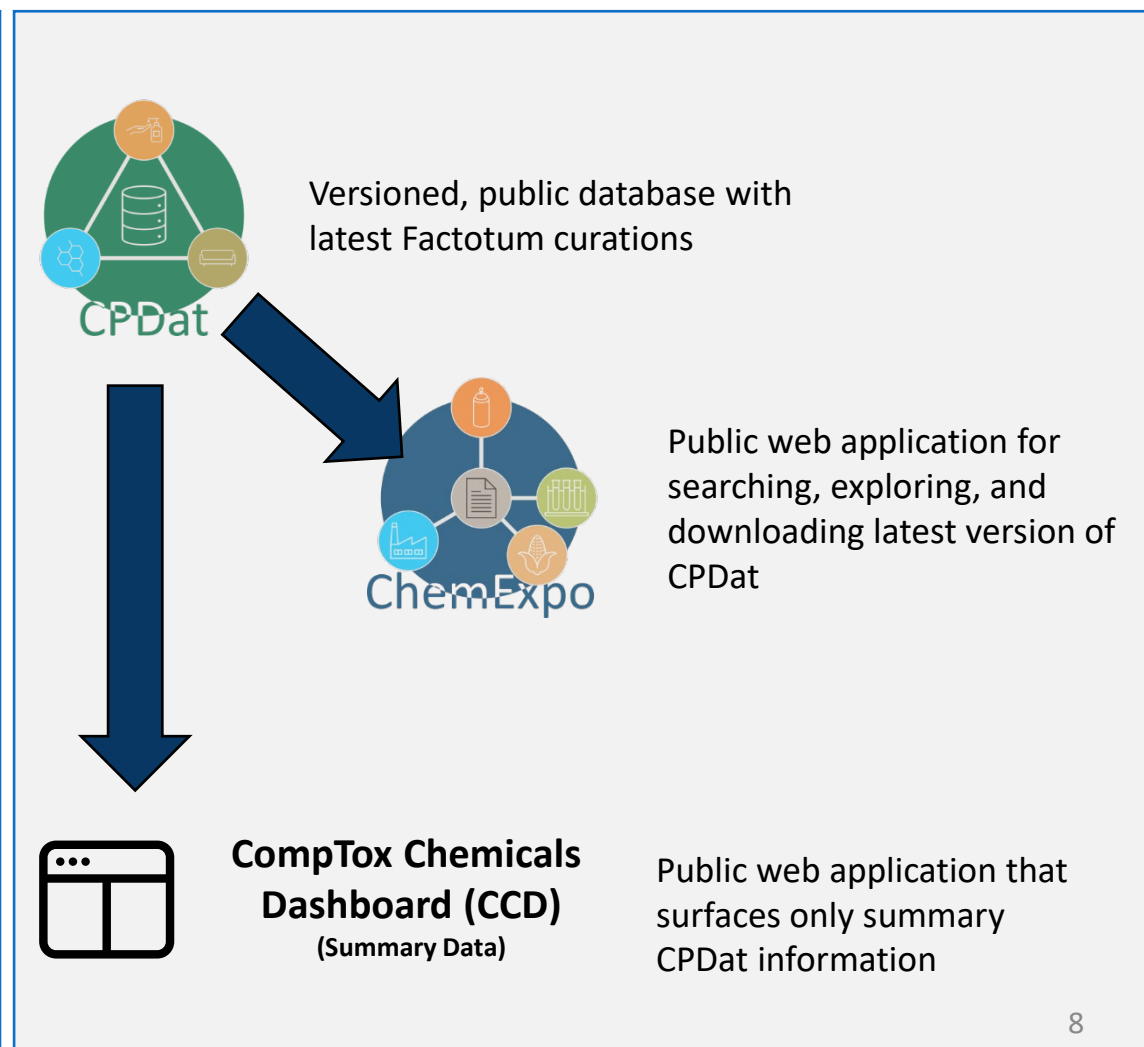 CPDat
Versioned, public database with
latest Factotum curations
ChemExpo
Public web application for
searching, exploring, and
downloading latest version of
CPDat
CompTox Chemicals
Dashboard (CCD)
(Summary Data)
Public web application that
surfaces only summary
CPDat information
8